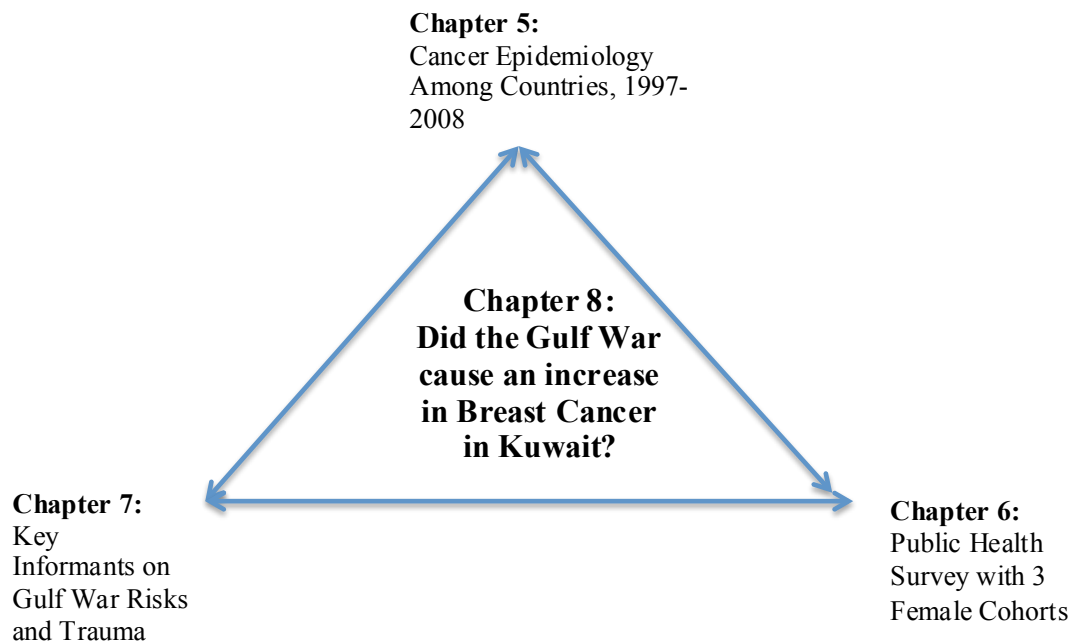 Chapter 5:
Cancer Epidemiology
Among Countries, 1997-
2008
Chapter 8:
Did the Gulf War
cause an increase
in Breast Cancer
in Kuwait?
Chapter 7:
Key
Informants on
Gulf War Risks
and Trauma
Chapter 6:
Public Health
Survey with 3
Female Cohorts